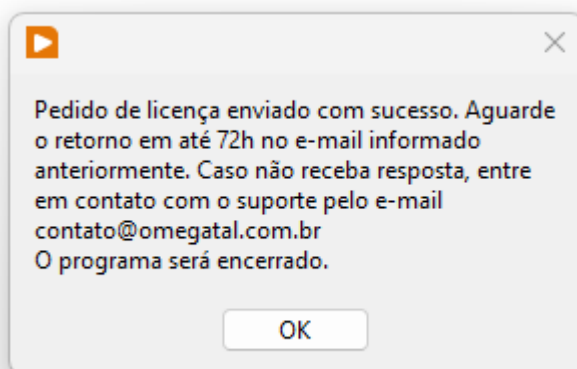 Pedido de licença enviado com sucesso. Aguarde
o retorno em até 72h no e-mail informado
anteriormente. Caso não receba resposta, entre
em contato com o suporte pelo e-mail
contato@omegatal.com.br
O programa será encerrado.
OK